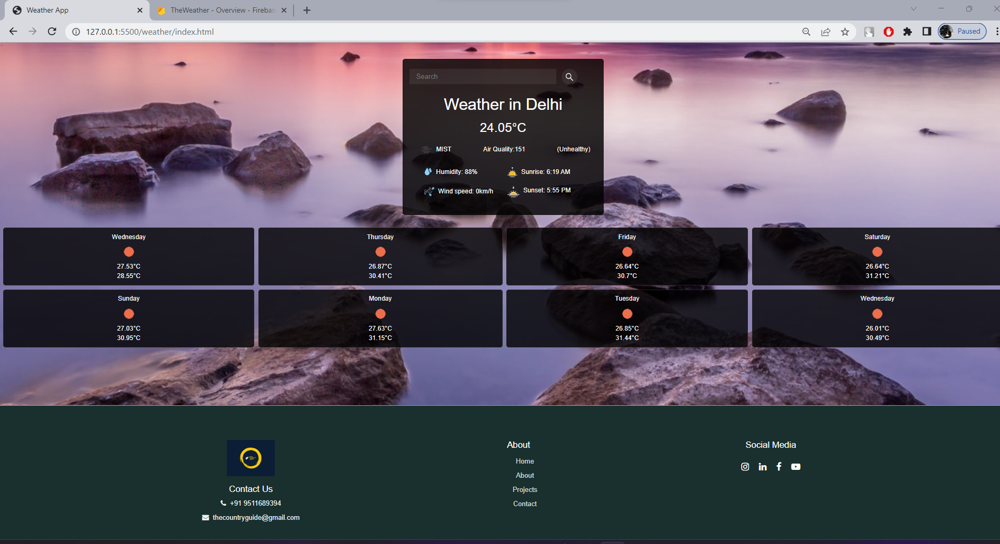 Weather App
TheWeather - Overview - Firebas
127.0.0.1:5500/weather/index.html
Paused
Search
Weather in Delhi
24.05°C
MIST Air Quality:151 (Unhealthy)
Humidity: 88% Sunrise: 6:19 AM
Wind speed: 0km/h Sunset: 5:55 PM
Wednesday
27.53°C
28.55°C
Thursday
26.87°C
30.41°C
Friday
26.64°C
30.7°C
Saturday
26.64°C
31.21°C
Sunday
27.03°C
30.95°C
Monday
27.63°C
31.15°C
Tuesday
26.85°C
31.44°C
Wednesday
26.01°C
30.49°C
Contact Us
+91 9511689394
thecountryguide@gmail.com
About
Home
About
Projects
Contact
Social Media